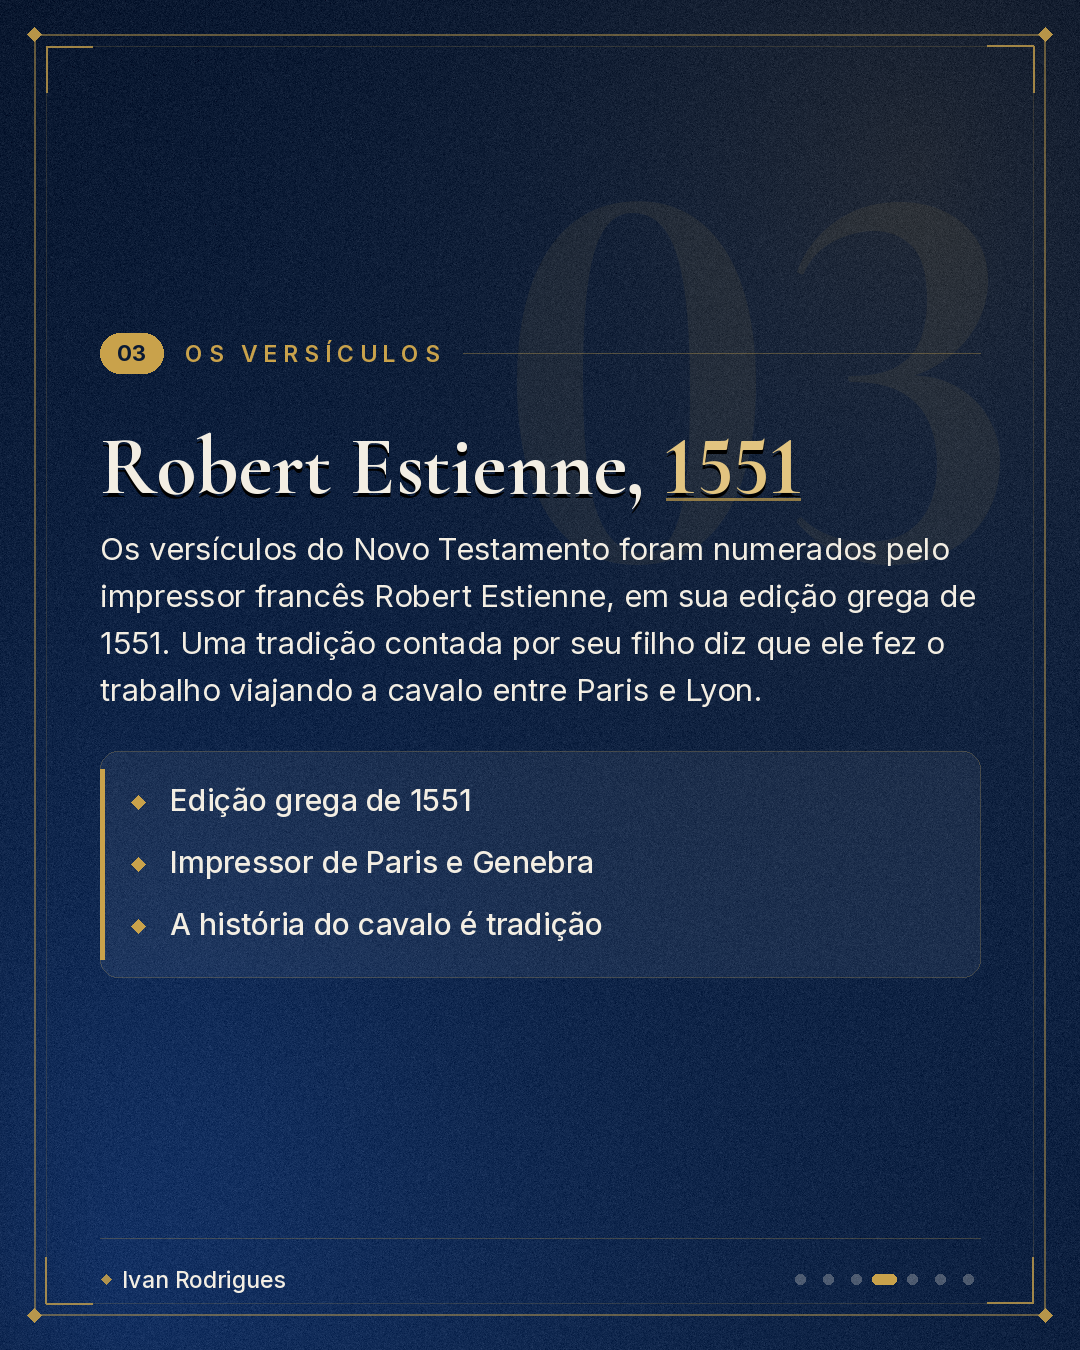 03
03 OS VERSÍCULOS
Robert Estienne, 1551
Os versículos do Novo Testamento foram numerados pelo
impressor francês Robert Estienne, em sua edição grega de
1551. Uma tradição contada por seu filho diz que ele fez o
trabalho viajando a cavalo entre Paris e Lyon.
Edição grega de 1551
Impressor de Paris e Genebra
A história do cavalo é tradição
Ivan Rodrigues